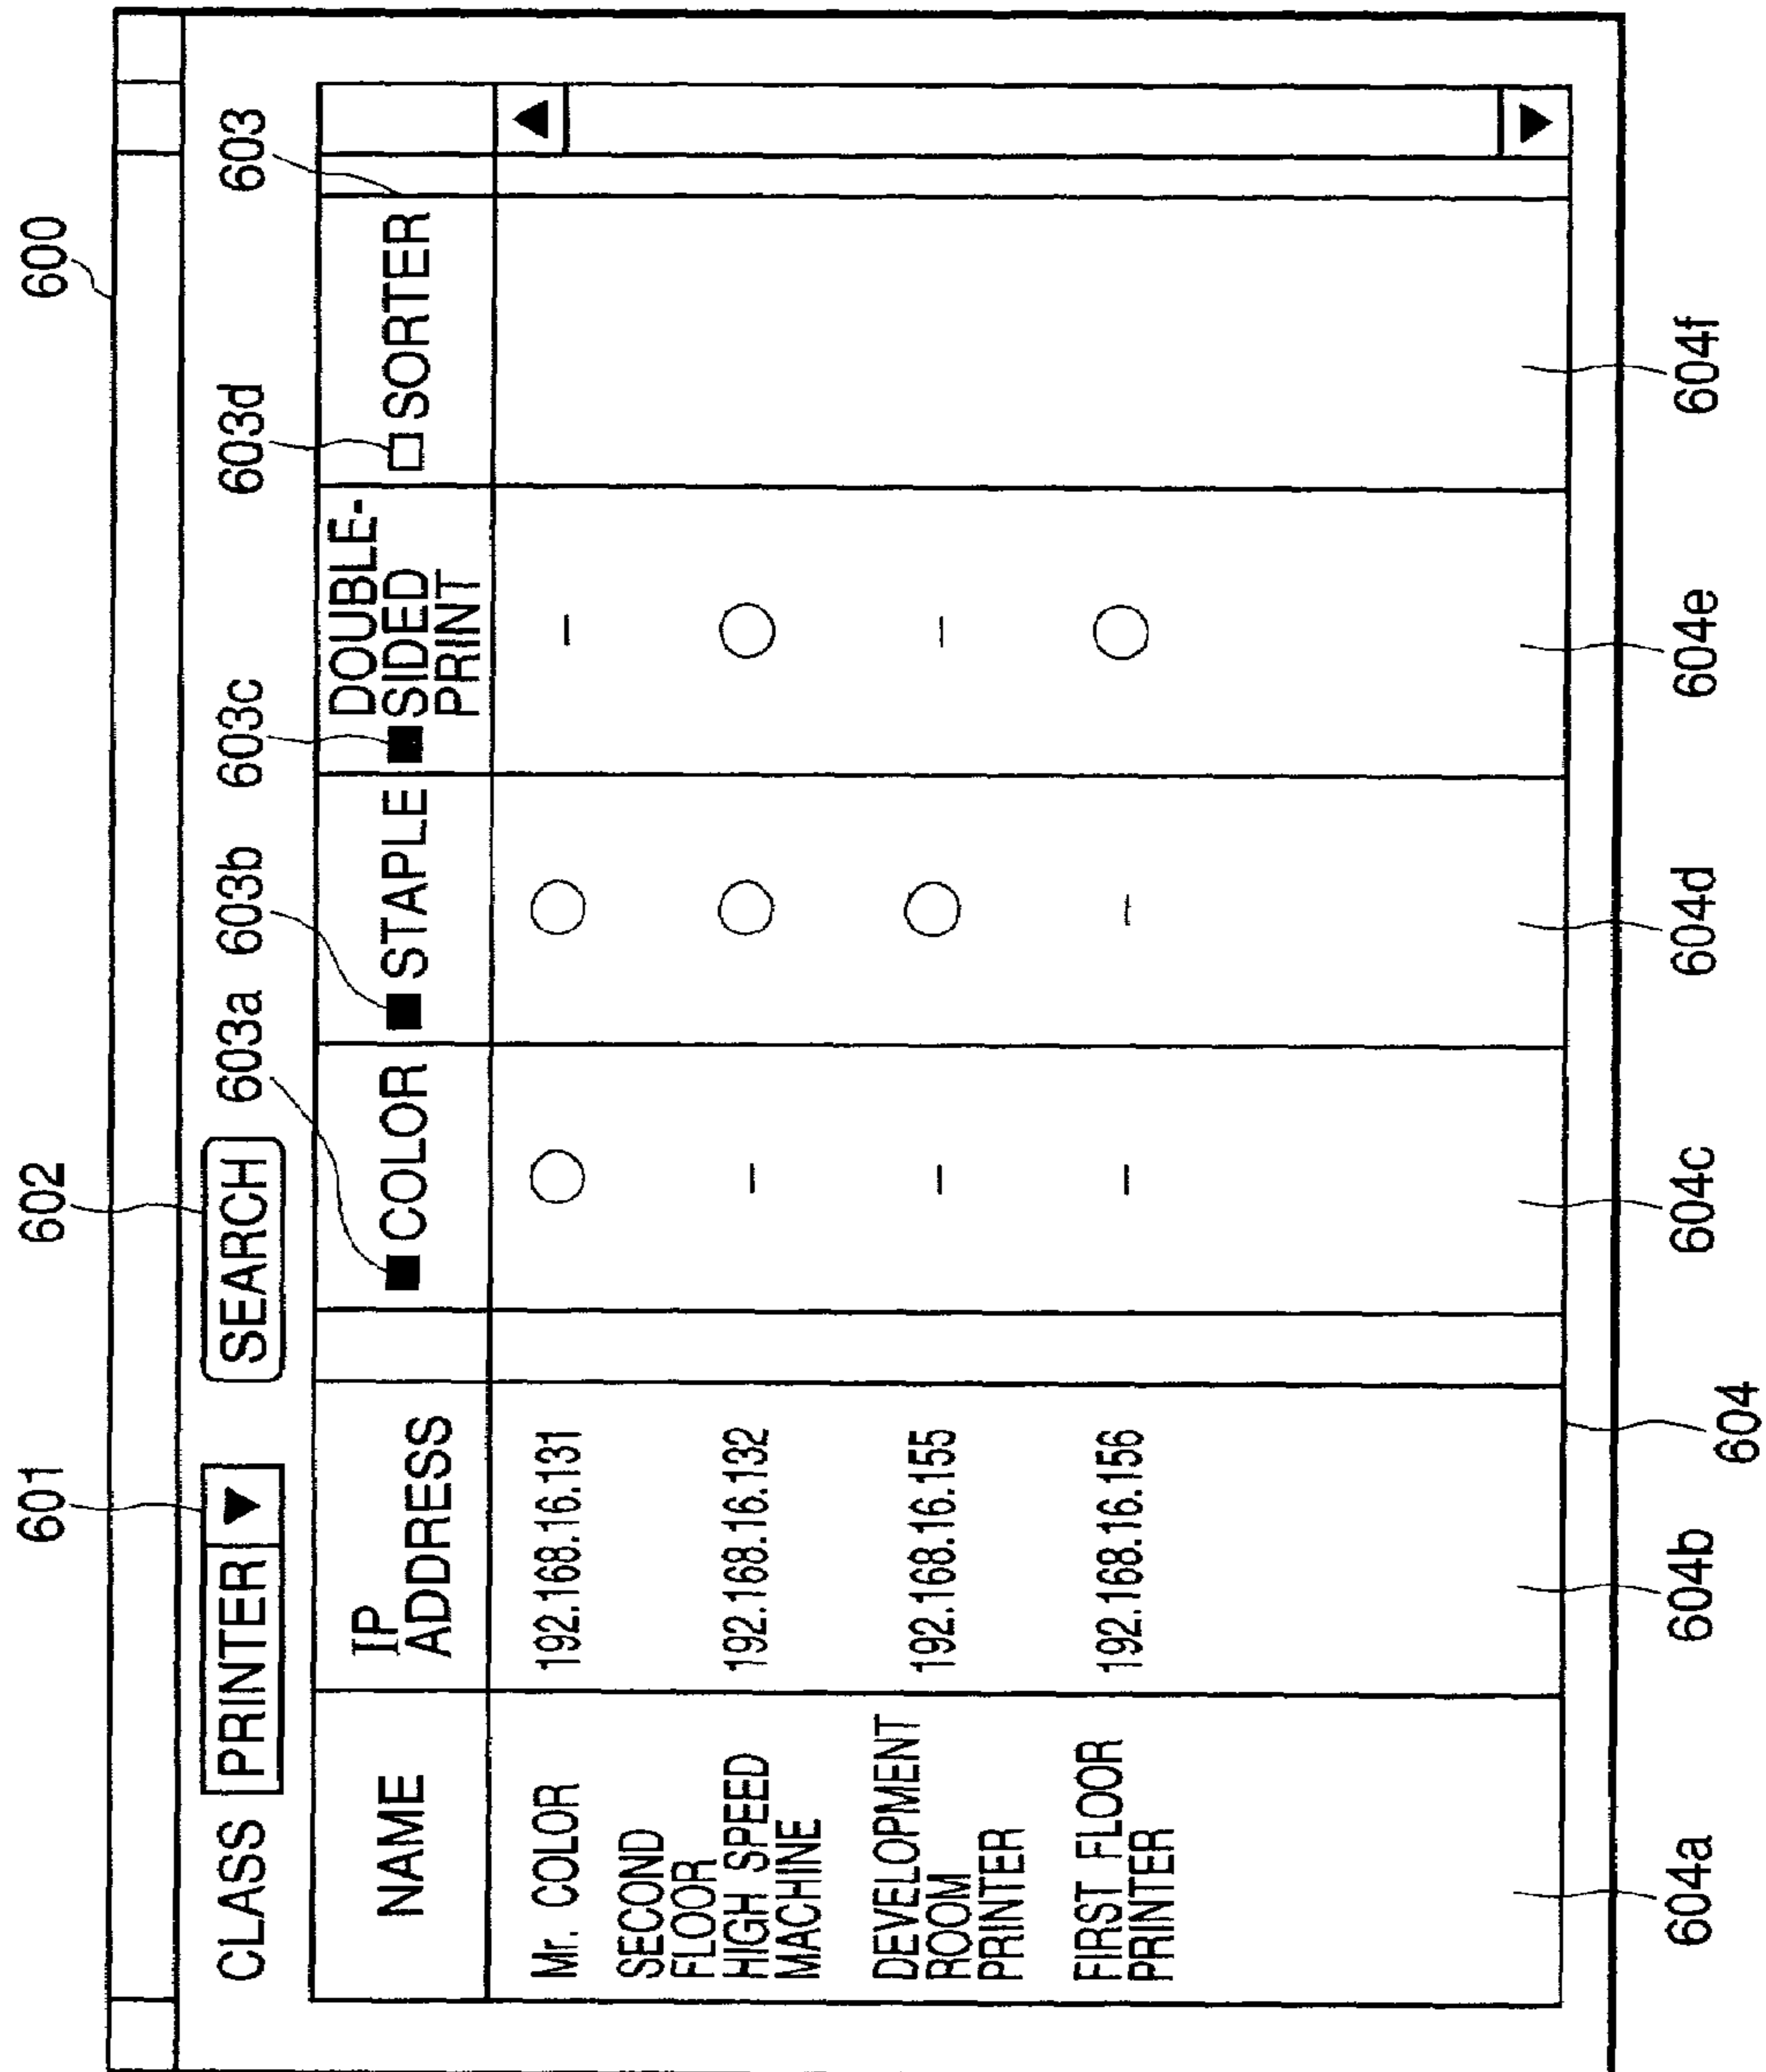 600
601
602
CLASS PRINTER ▼ SEARCH 603a 603b 603c 603d 603
NAME
IP
ADDRESS
■ COLOR
■ STAPLE
DOUBLE-
■ SIDED
PRINT
□ SORTER
▲
Mr. COLOR 192.168.16.131 ○ ○ –
SECOND
FLOOR
HIGH SPEED 192.168.16.132 – ○ ○
MACHINE
DEVELOPMENT
ROOM 192.168.16.155 – ○ –
PRINTER
FIRST FLOOR 192.168.16.156 – – ○
PRINTER
▼
604a 604b 604c 604d 604e 604f
604